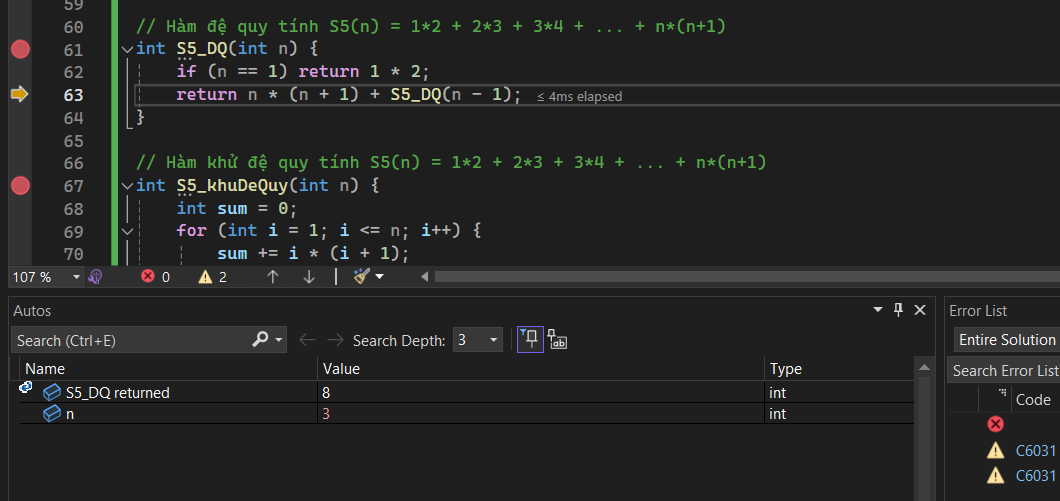 59
60 // Hàm đệ quy tính S5(n) = 1*2 + 2*3 + 3*4 + ... + n*(n+1)
61 int S5_DQ(int n) {
62 if (n == 1) return 1 * 2;
63 return n * (n + 1) + S5_DQ(n - 1); ≤ 4ms elapsed
64 }
65
66 // Hàm khử đệ quy tính S5(n) = 1*2 + 2*3 + 3*4 + ... + n*(n+1)
67 int S5_khuDeQuy(int n) {
68 int sum = 0;
69 for (int i = 1; i <= n; i++) {
70 sum += i * (i + 1);
107 % 0 2
Autos
Search (Ctrl+E) Search Depth: 3
Name Value Type
S5_DQ returned 8 int
n 3 int
Error List
Entire Solution
Search Error List
Code
C6031
C6031